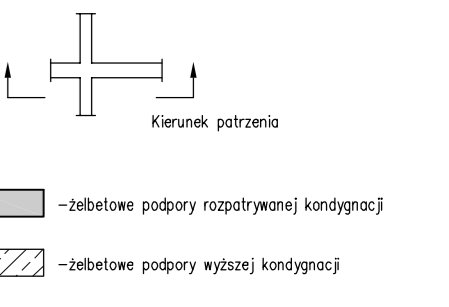 Kierunek patrzenia
-żelbetowe podpory rozpatrywanej kondygnacji
-żelbetowe podpory wyższej kondygnacji